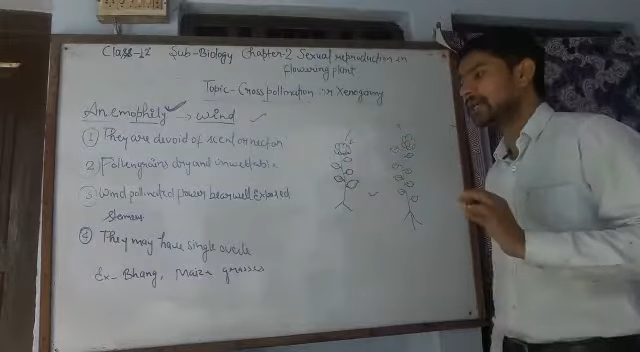 Class-12 Sub-Biology Chapter-2 Sexual reproduction in
flowering plant
Topic-Cross pollination or Xenogamy
Anemophily → wind
① They are devoid of scent or nectar
2) Pollengrains dry and unwettable
③ Wind pollinated flower bear well Exposed
Stamens
④ They may have single ovule
Ex- Bhang, Maize grasses